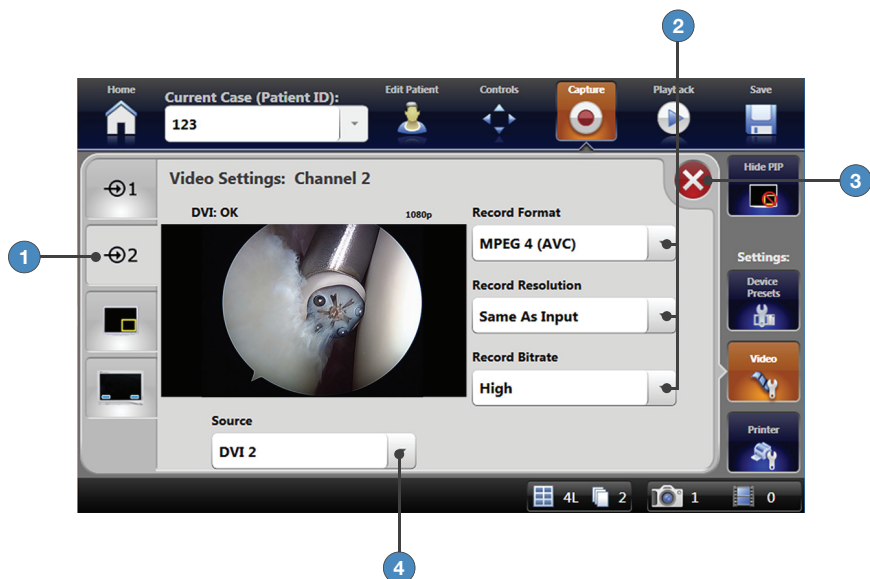 2
Home
Current Case (Patient ID):
Edit Patient
Controls
Capture
Playback
Save
123
1
Video Settings: Channel 2
Hide PIP
3
DVI: OK
1080p
Record Format
MPEG 4 (AVC)
1
2
Settings:
Record Resolution
Device
Presets
Same As Input
Record Bitrate
Video
High
Source
Printer
DVI 2
4L
2
1
0
4